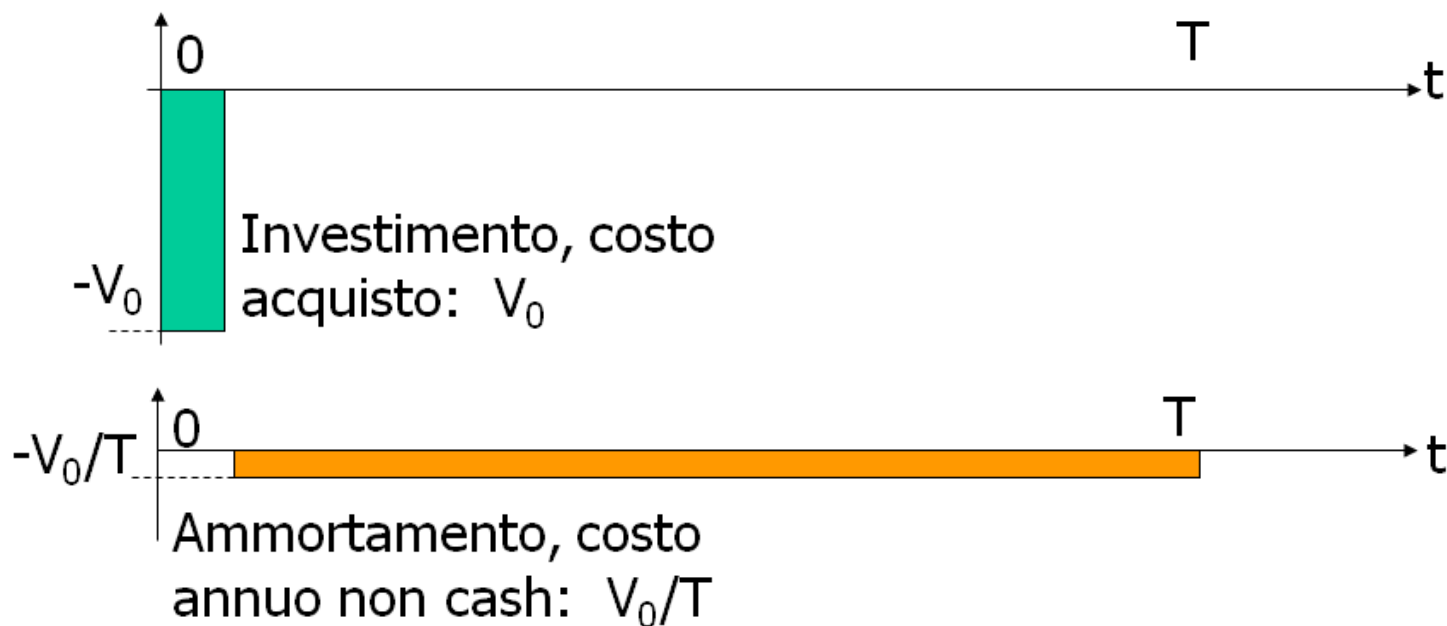 0
T
t
Investimento, costo
-V₀
acquisto: V₀
0
T
-V₀/T
t
Ammortamento, costo
annuo non cash: V₀/T